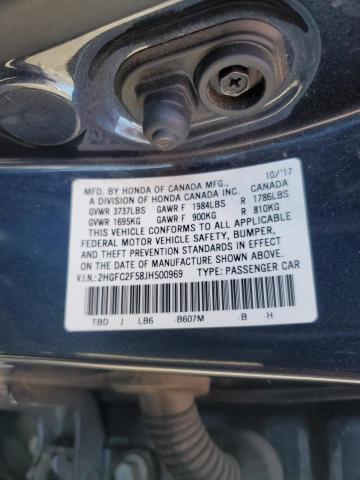 MFD. BY HONDA OF CANADA MFG., 10/'17
A DIVISION OF HONDA CANADA INC. CANADA
GVWR 3737LBS GAWR F 1984LBS R 1786LBS
GVWR 1695KG GAWR F 900KG R 810KG
THIS VEHICLE CONFORMS TO ALL APPLICABLE
FEDERAL MOTOR VEHICLE SAFETY, BUMPER,
AND THEFT PREVENTION STANDARDS IN EFFECT
ON THE DATE OF MANUFACTURE SHOWN ABOVE.
V.I.N.: 2HGFC2F58JH500969 TYPE: PASSENGER CAR
TBD J LB6 -B607M -B -H